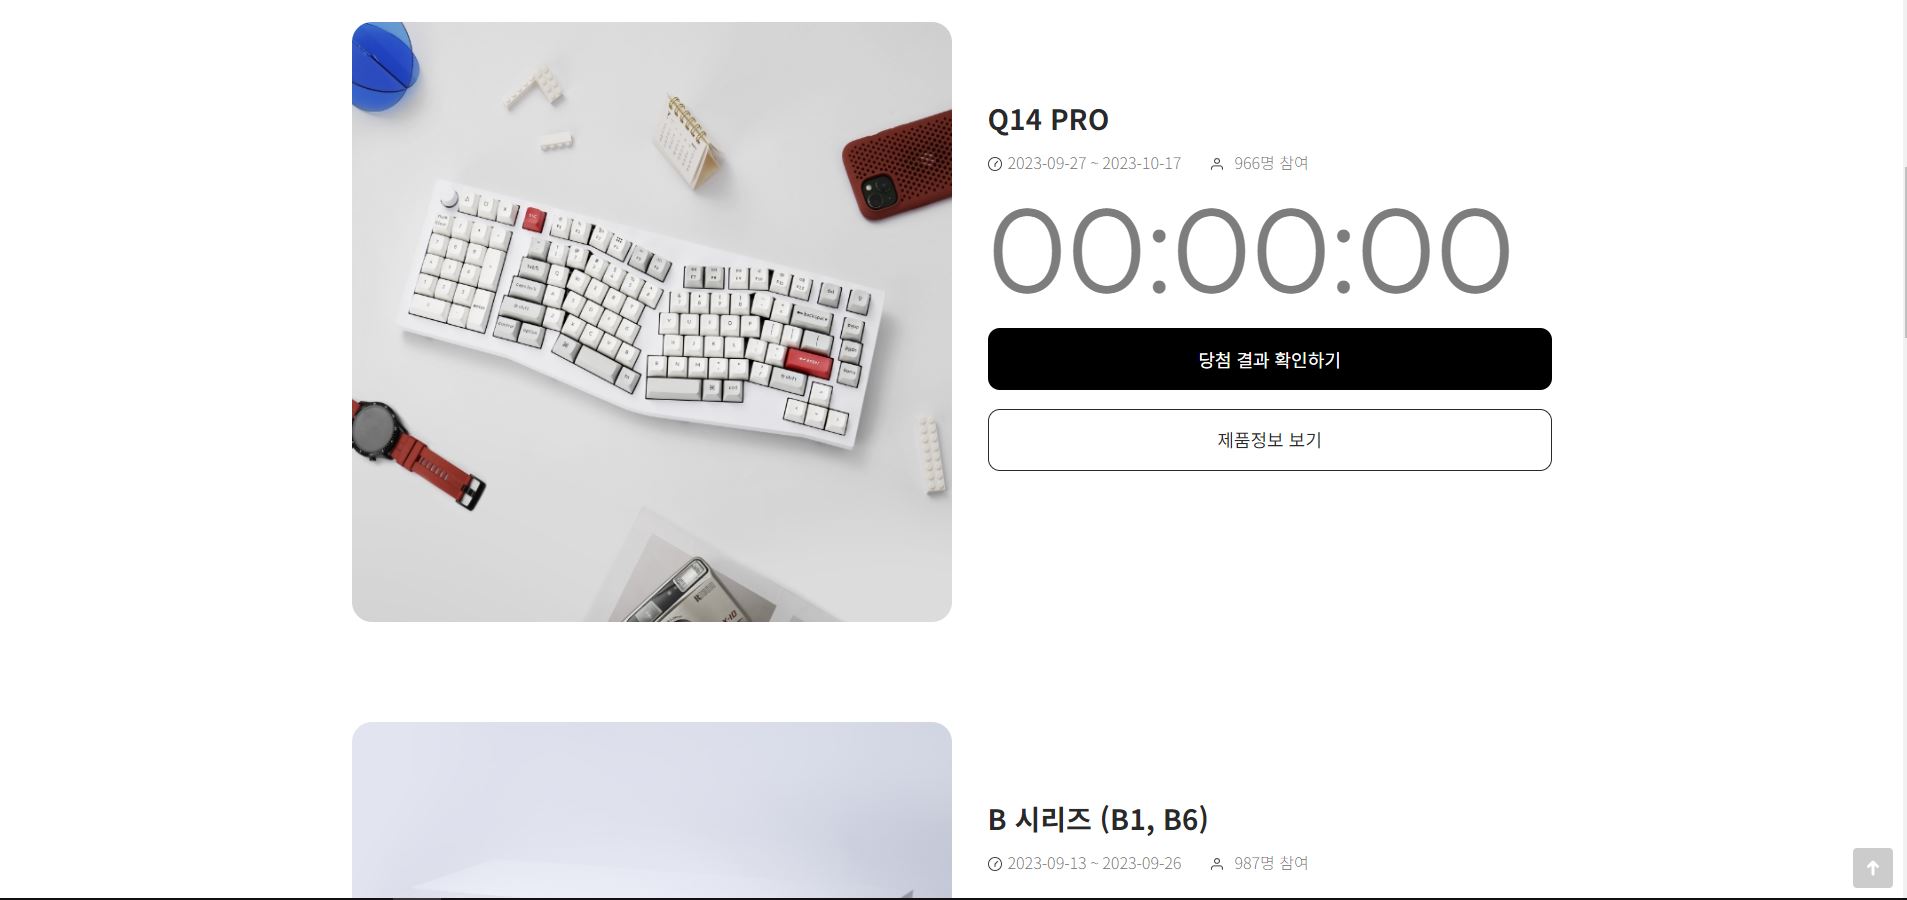 Q14 PRO
2023-09-27 ~ 2023-10-17 966명 참여
00:00:00
당첨 결과 확인하기
제품정보 보기
B 시리즈 (B1, B6)
2023-09-13 ~ 2023-09-26 987명 참여